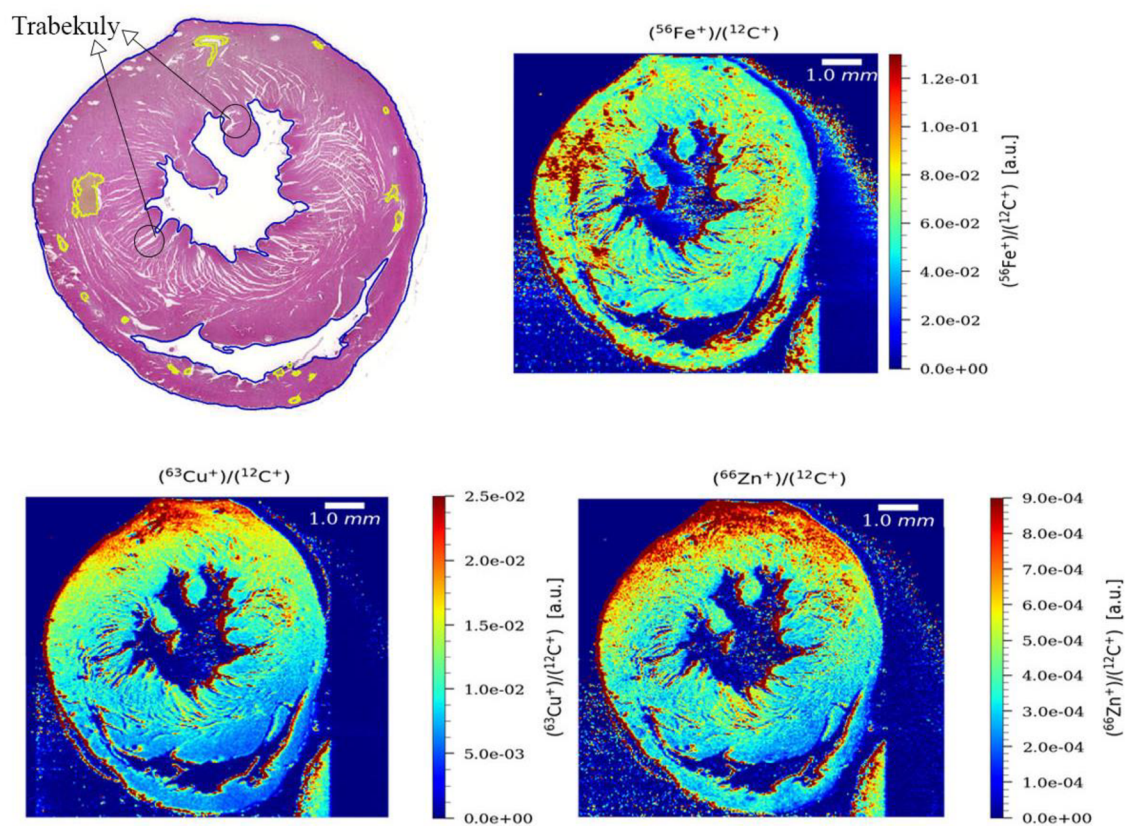 Trabekuly
(⁵⁶Fe⁺)/(¹²C⁺)
1.0 mm
1.2e-01
1.0e-01
8.0e-02
6.0e-02
4.0e-02
2.0e-02
0.0e+00
(⁵⁶Fe⁺)/(¹²C⁺) [a.u.]
(⁶³Cu⁺)/(¹²C⁺)
1.0 mm
2.5e-02
2.0e-02
1.5e-02
1.0e-02
5.0e-03
0.0e+00
(⁶³Cu⁺)/(¹²C⁺) [a.u.]
(⁶⁶Zn⁺)/(¹²C⁺)
1.0 mm
9.0e-04
8.0e-04
7.0e-04
6.0e-04
5.0e-04
4.0e-04
3.0e-04
2.0e-04
1.0e-04
0.0e+00
(⁶⁶Zn⁺)/(¹²C⁺) [a.u.]